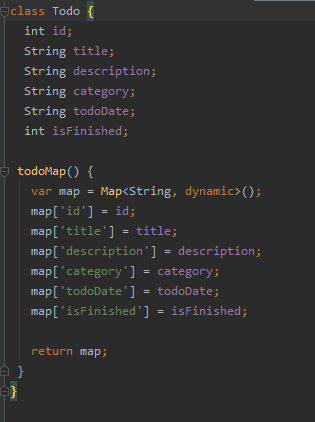 class Todo {
int id;
String title;
String description;
String category;
String todoDate;
int isFinished;
todoMap() {
var map = Map<String, dynamic>();
map['id'] = id;
map['title'] = title;
map['description'] = description;
map['category'] = category;
map['todoDate'] = todoDate;
map['isFinished'] = isFinished;
return map;
}
}